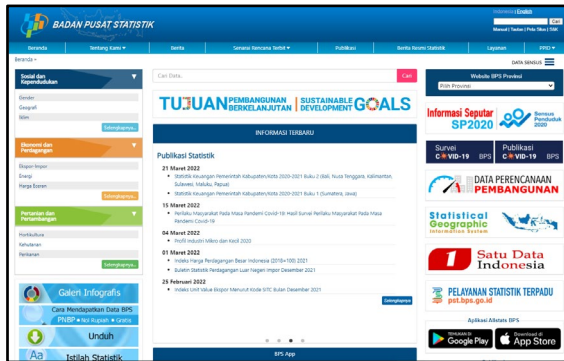 Indonesia | English
BADAN PUSAT STATISTIK
Cari
Manual | Tautan | Peta Situs | S&K
Beranda
Tentang Kami
Berita
Senarai Rencana Terbit
Publikasi
Berita Resmi Statistik
Layanan
PPID
Beranda
DATA SENSUS
Sosial dan
Kependudukan
Gender
Geografi
Iklim
Selengkapnya...
Ekonomi dan
Perdagangan
Ekspor-Impor
Energi
Harga Eceran
Selengkapnya...
Pertanian dan
Pertambangan
Hortikultura
Kehutanan
Perikanan
Selengkapnya...
Galeri Infografis
Cara Mendapatkan Data BPS
PNBP • Nol Rupiah • Gratis
Unduh
Aa Istilah Statistik
Cari Data..
Cari
TUJUAN PEMBANGUNAN BERKELANJUTAN
SUSTAINABLE DEVELOPMENT GOALS
INFORMASI TERBARU
Publikasi Statistik
21 Maret 2022
Statistik Keuangan Pemerintah Kabupaten/Kota 2020-2021 Buku 2 (Bali, Nusa Tenggara, Kalimantan,
Sulawesi, Maluku, Papua)
Statistik Keuangan Pemerintah Kabupaten/Kota 2020-2021 Buku 1 (Sumatera, Jawa)
15 Maret 2022
Perilaku Masyarakat Pada Masa Pandemi Covid-19: Hasil Survei Perilaku Masyarakat Pada Masa
Pandemi Covid-19
04 Maret 2022
Profil Industri Mikro dan Kecil 2020
01 Maret 2022
Indeks Harga Perdagangan Besar Indonesia (2018=100) 2021
Buletin Statistik Perdagangan Luar Negeri Impor Desember 2021
25 Februari 2022
Indeks Unit Value Ekspor Menurut Kode SITC Bulan Desember 2021
Selengkapnya
BPS App
Website BPS Provinsi
Pilih Provinsi
Informasi Seputar
SP2020
Sensus
Penduduk
2020
Survei
COVID-19 BPS
Publikasi
COVID-19 BPS
DATA PERENCANAAN
PEMBANGUNAN
Statistical
Geographic
Information System
1 Satu Data
Indonesia
PELAYANAN STATISTIK TERPADU
pst.bps.go.id
Aplikasi Allstats BPS
TEMUKAN DI
Google Play
Download di
App Store